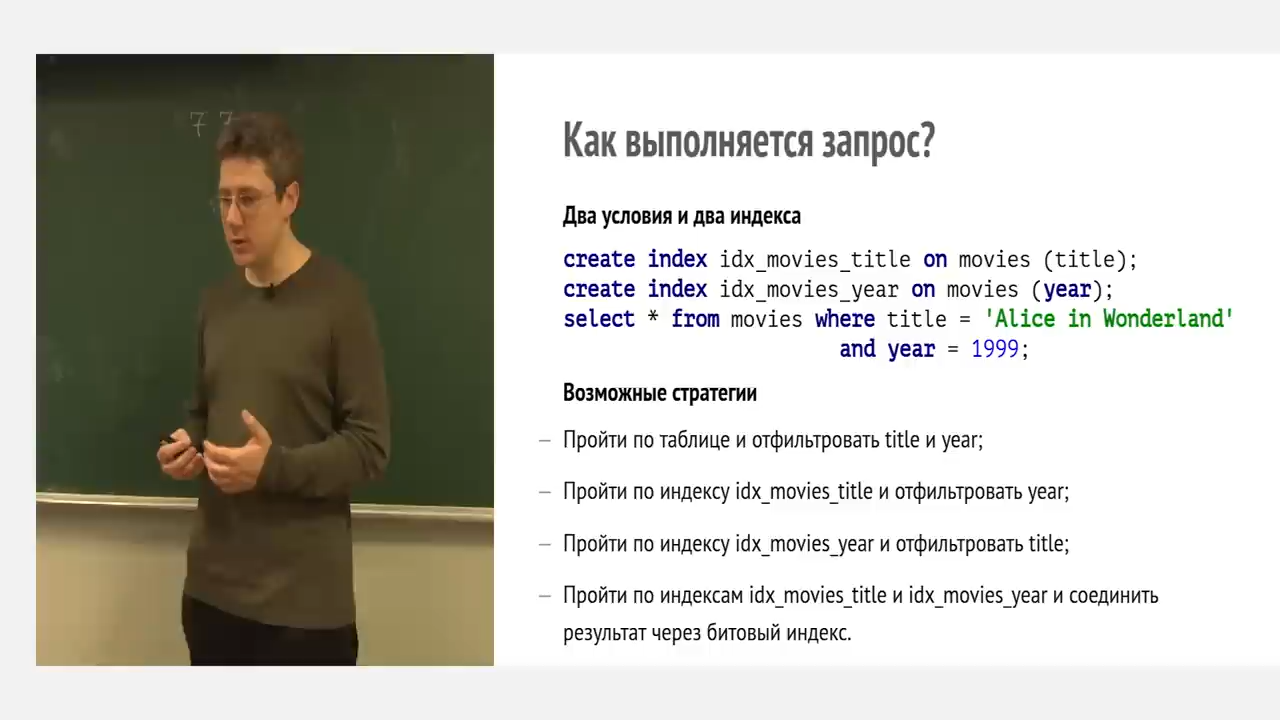 7 7
Как выполняется запрос?
Два условия и два индекса
create index idx_movies_title on movies (title);
create index idx_movies_year on movies (year);
select * from movies where title = 'Alice in Wonderland'
and year = 1999;
Возможные стратегии
– Пройти по таблице и отфильтровать title и year;
– Пройти по индексу idx_movies_title и отфильтровать year;
– Пройти по индексу idx_movies_year и отфильтровать title;
– Пройти по индексам idx_movies_title и idx_movies_year и соединить
результат через битовый индекс.